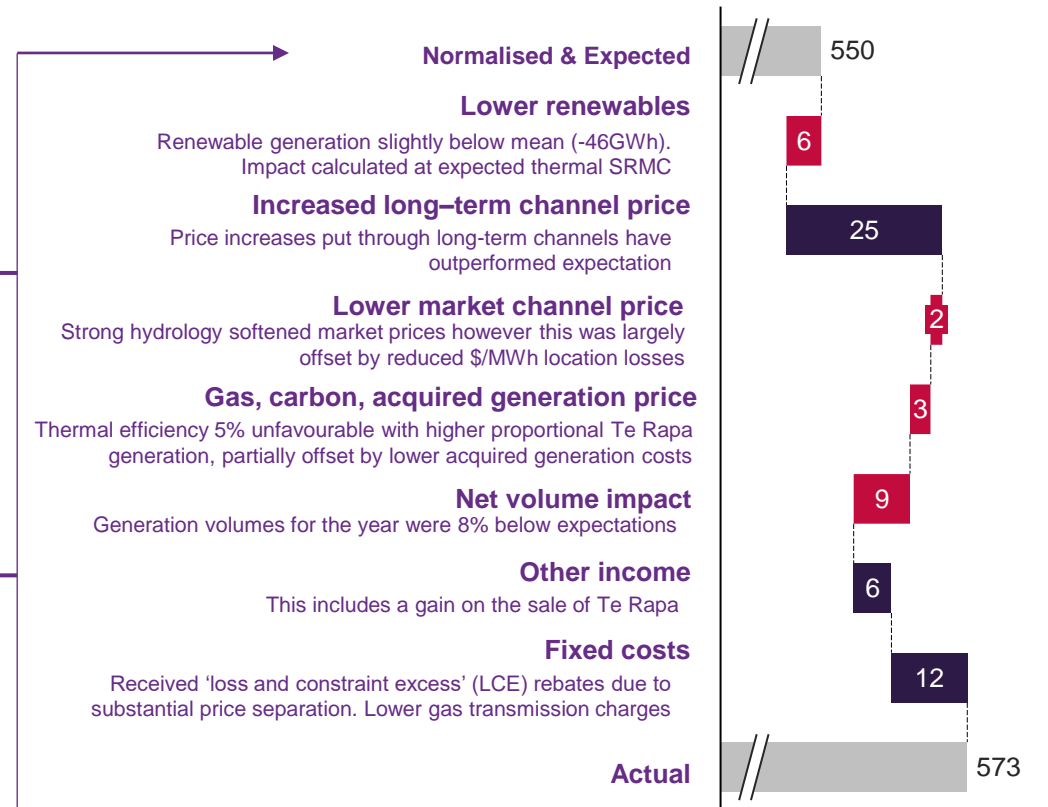 Normalised & Expected
550
Lower renewables
Renewable generation slightly below mean (-46GWh).
Impact calculated at expected thermal SRMC
6
Increased long–term channel price
Price increases put through long-term channels have
outperformed expectation
25
Lower market channel price
Strong hydrology softened market prices however this was largely
offset by reduced $/MWh location losses
2
Gas, carbon, acquired generation price
Thermal efficiency 5% unfavourable with higher proportional Te Rapa
generation, partially offset by lower acquired generation costs
3
Net volume impact
Generation volumes for the year were 8% below expectations
9
Other income
This includes a gain on the sale of Te Rapa
6
Fixed costs
Received ‘loss and constraint excess’ (LCE) rebates due to
substantial price separation. Lower gas transmission charges
12
Actual
573